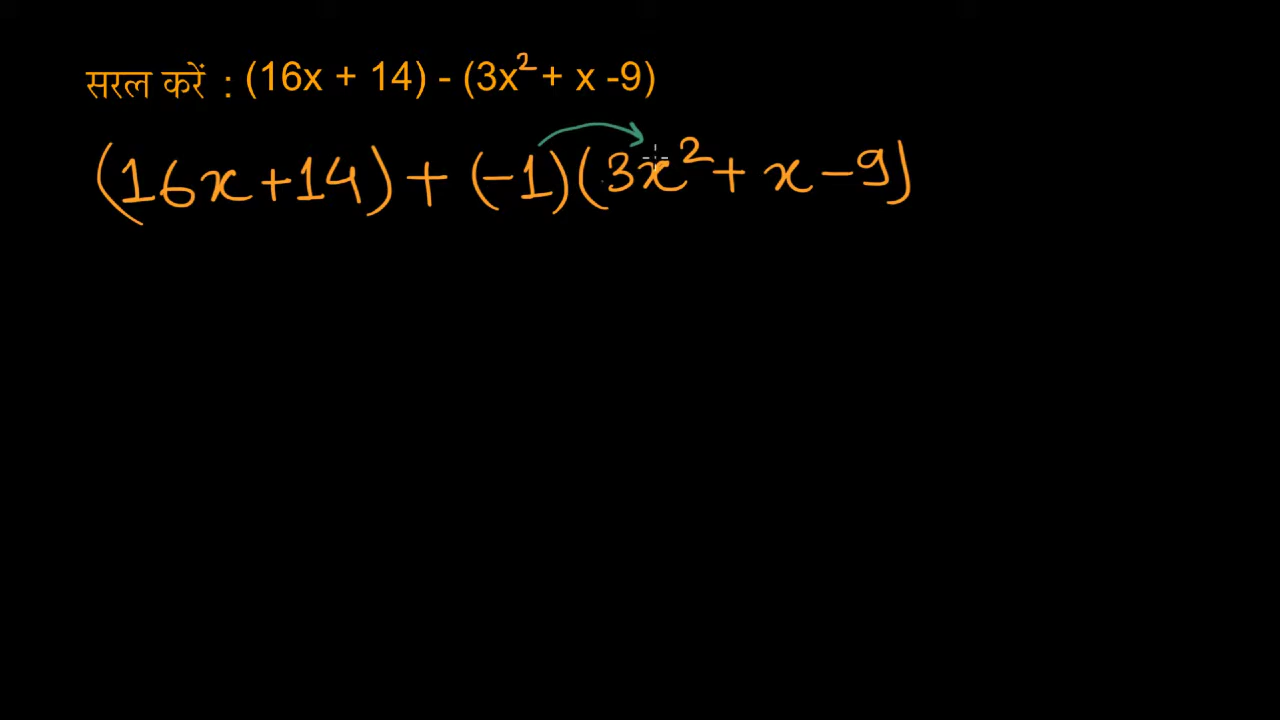 सरल करें : (16x + 14) - (3x² + x -9)
(16x+14)+(-1)(3x²+x-9)